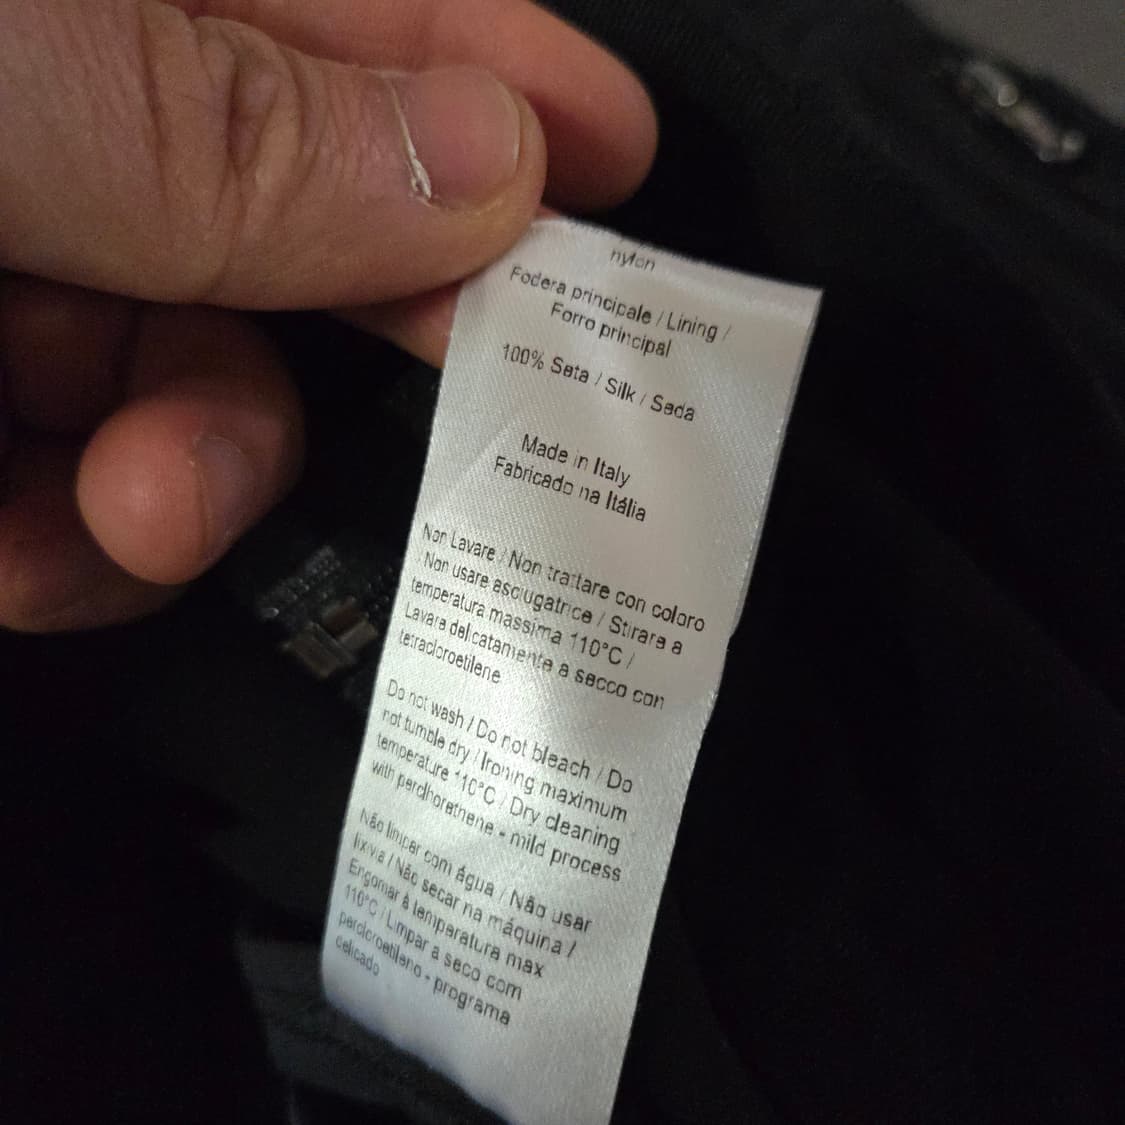 nylon
Fodera principale / Lining /
Forro principal
100% Seta / Silk / Seda
Made in Italy
Fabricado na Itália
Non Lavare / Non trattare con cloro
/ Non usare asciugatrice / Stirare a
temperatura massima 110°C /
Lavare delicatamente a secco con
tetracloroetilene
Do not wash / Do not bleach / Do
not tumble dry / Ironing maximum
temperature 110°C / Dry cleaning
with perclhorethene - mild process
Não limpar com água / Não usar
lixívia / Não secar na máquina /
Engomar à temperatura max
110°C / Limpar a seco com
percloroetileno - programa
delicado